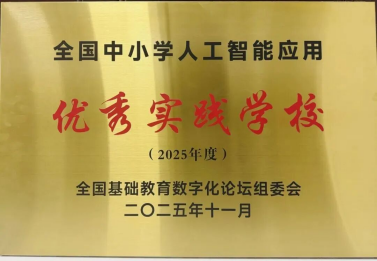 全国中小学人工智能应用
优秀实践学校
（2025年度）
全国基础教育数字化论坛组委会
二〇二五年十一月